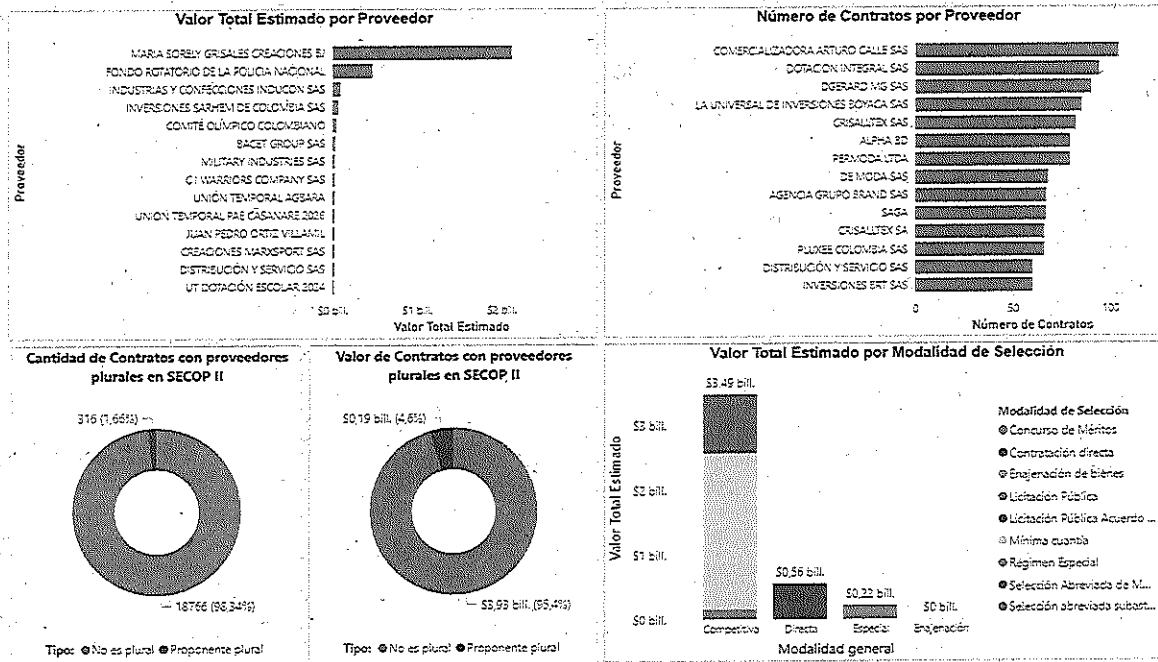 Valor Total Estimado por Proveedor
Proveedor
MARIA SORELY GRISALES CREACIONES BJ
FONDO ROTATORIO DE LA POLICIA NACIONAL
INDUSTRIAS Y CONFECCIONES INDUCON SAS
INVERSIONES SARHEM DE COLOMBIA SAS
COMITÉ OLÍMPICO COLOMBIANO
BACET GROUP SAS
MILITARY INDUSTRIES SAS
C I WARRIORS COMPANY SAS
UNIÓN TEMPORAL AGBARA
UNION TEMPORAL PAE CASANARE 2026
JUAN PEDRO ORTIZ VILLAMIL
CREACIONES MARXSPORT SAS
DISTRIBUCIÓN Y SERVICIO SAS
UT DOTACIÓN ESCOLAR 2024
$0 bill. $1 bill. $2 bill.
Valor Total Estimado
Número de Contratos por Proveedor
Proveedor
COMERCIALIZADORA ARTURO CALLE SAS
DOTACION INTEGRAL SAS
DGERARD MG SAS
LA UNIVERSAL DE INVERSIONES BOYACA SAS
CRISALLTEX SAS
ALPHA BD
PERMODA LTDA
DE MODA SAS
AGENCIA GRUPO BRAND SAS
SAGA
CRISALLTEX SA
PLUXEE COLOMBIA SAS
DISTRIBUCIÓN Y SERVICIO SAS
INVERSIONES ERT SAS
0 50 100
Número de Contratos
Cantidad de Contratos con proveedores
plurales en SECOP II
316 (1,66%)
18766 (98,34%)
Tipo: No es plural Proponente plural
Valor de Contratos con proveedores
plurales en SECOP II
$0,19 bill. (4,6%)
$3,93 bill. (95,4%)
Tipo: No es plural Proponente plural
Valor Total Estimado por Modalidad de Selección
Valor Total Estimado
$3 bill.
$2 bill.
$1 bill.
$0 bill.
$3,49 bill.
$0,56 bill.
$0,22 bill.
$0 bill.
Competitiva Directa Especial Enajenación
Modalidad general
Modalidad de Selección
Concurso de Méritos
Contratación directa
Enajenación de bienes
Licitación Pública
Licitación Pública Acuerdo ...
Mínima cuantía
Régimen Especial
Selección Abreviada de M...
Selección abreviada subast...